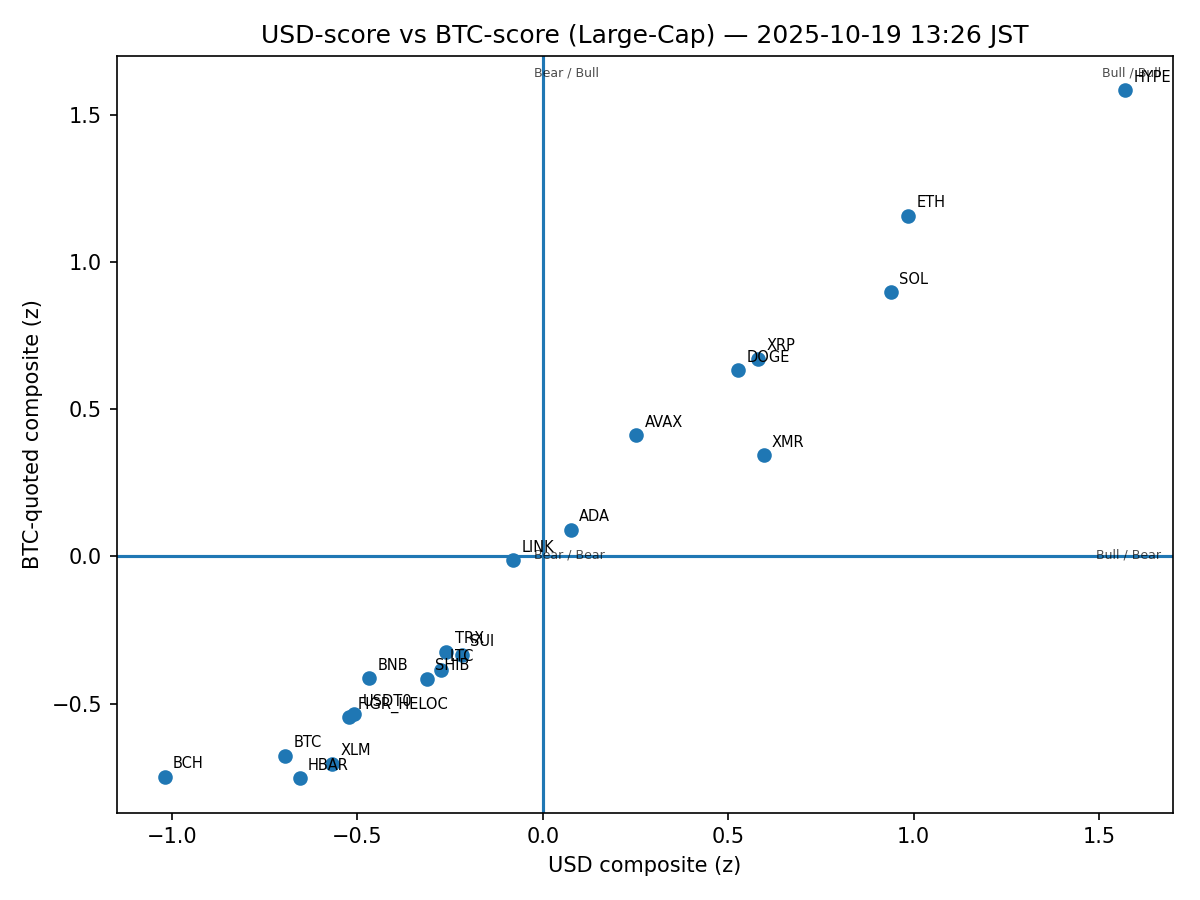 USD-score vs BTC-score (Large-Cap) — 2025-10-19 13:26 JST
Bear / Bull
Bull / Bull
HYPE
1.5
ETH
1.0
SOL
XRP
DOGE
0.5
AVAX
XMR
ADA
LINK
0.0
Bear / Bear
Bull / Bear
TRX
SUI
LTC
SHIB
BNB
−0.5
USDT0
FIGR_HELOC
BTC
XLM
BCH
HBAR
−1.0
−0.5
0.0
0.5
1.0
1.5
USD composite (z)
BTC-quoted composite (z)